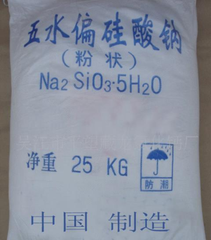 五水偏硅酸钠
(粉状)
Na2SiO3·5H2O
净重 25 KG
防潮
中国 制造